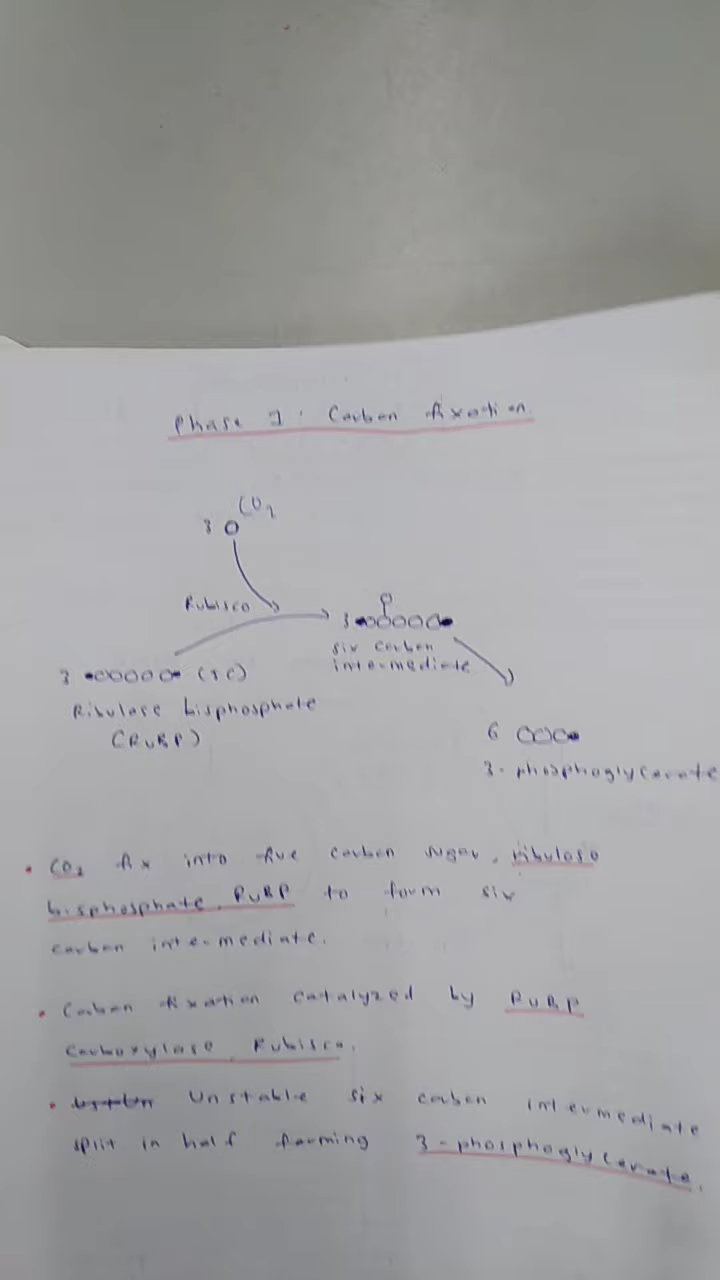 Phase 1 : Carbon fixation.
3 CO2
Rubisco
3
six carbon
intermediate
3 (5C)
Ribulose bisphosphate
(RuBP)
6
3-phosphoglycerate
• CO2 fix into five carbon sugar, ribulose
bisphosphate, RuBP to form six
carbon intermediate.
• Carbon fixation catalyzed by RuBP
carboxylase, Rubisco.
• Unstable six carbon intermediate
split in half forming 3-phosphoglycerate.